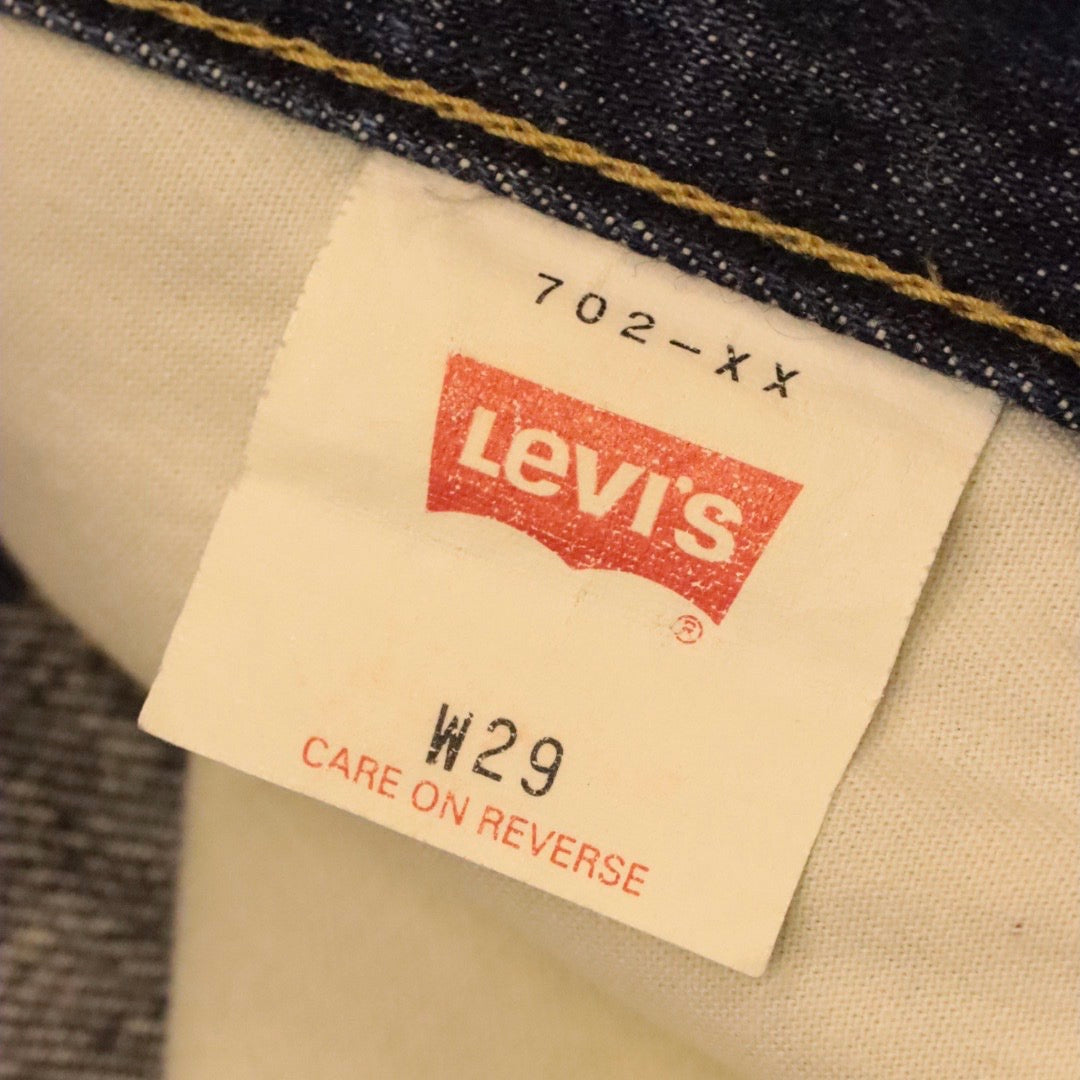 702-XX
Levi's
®
W29
CARE ON REVERSE